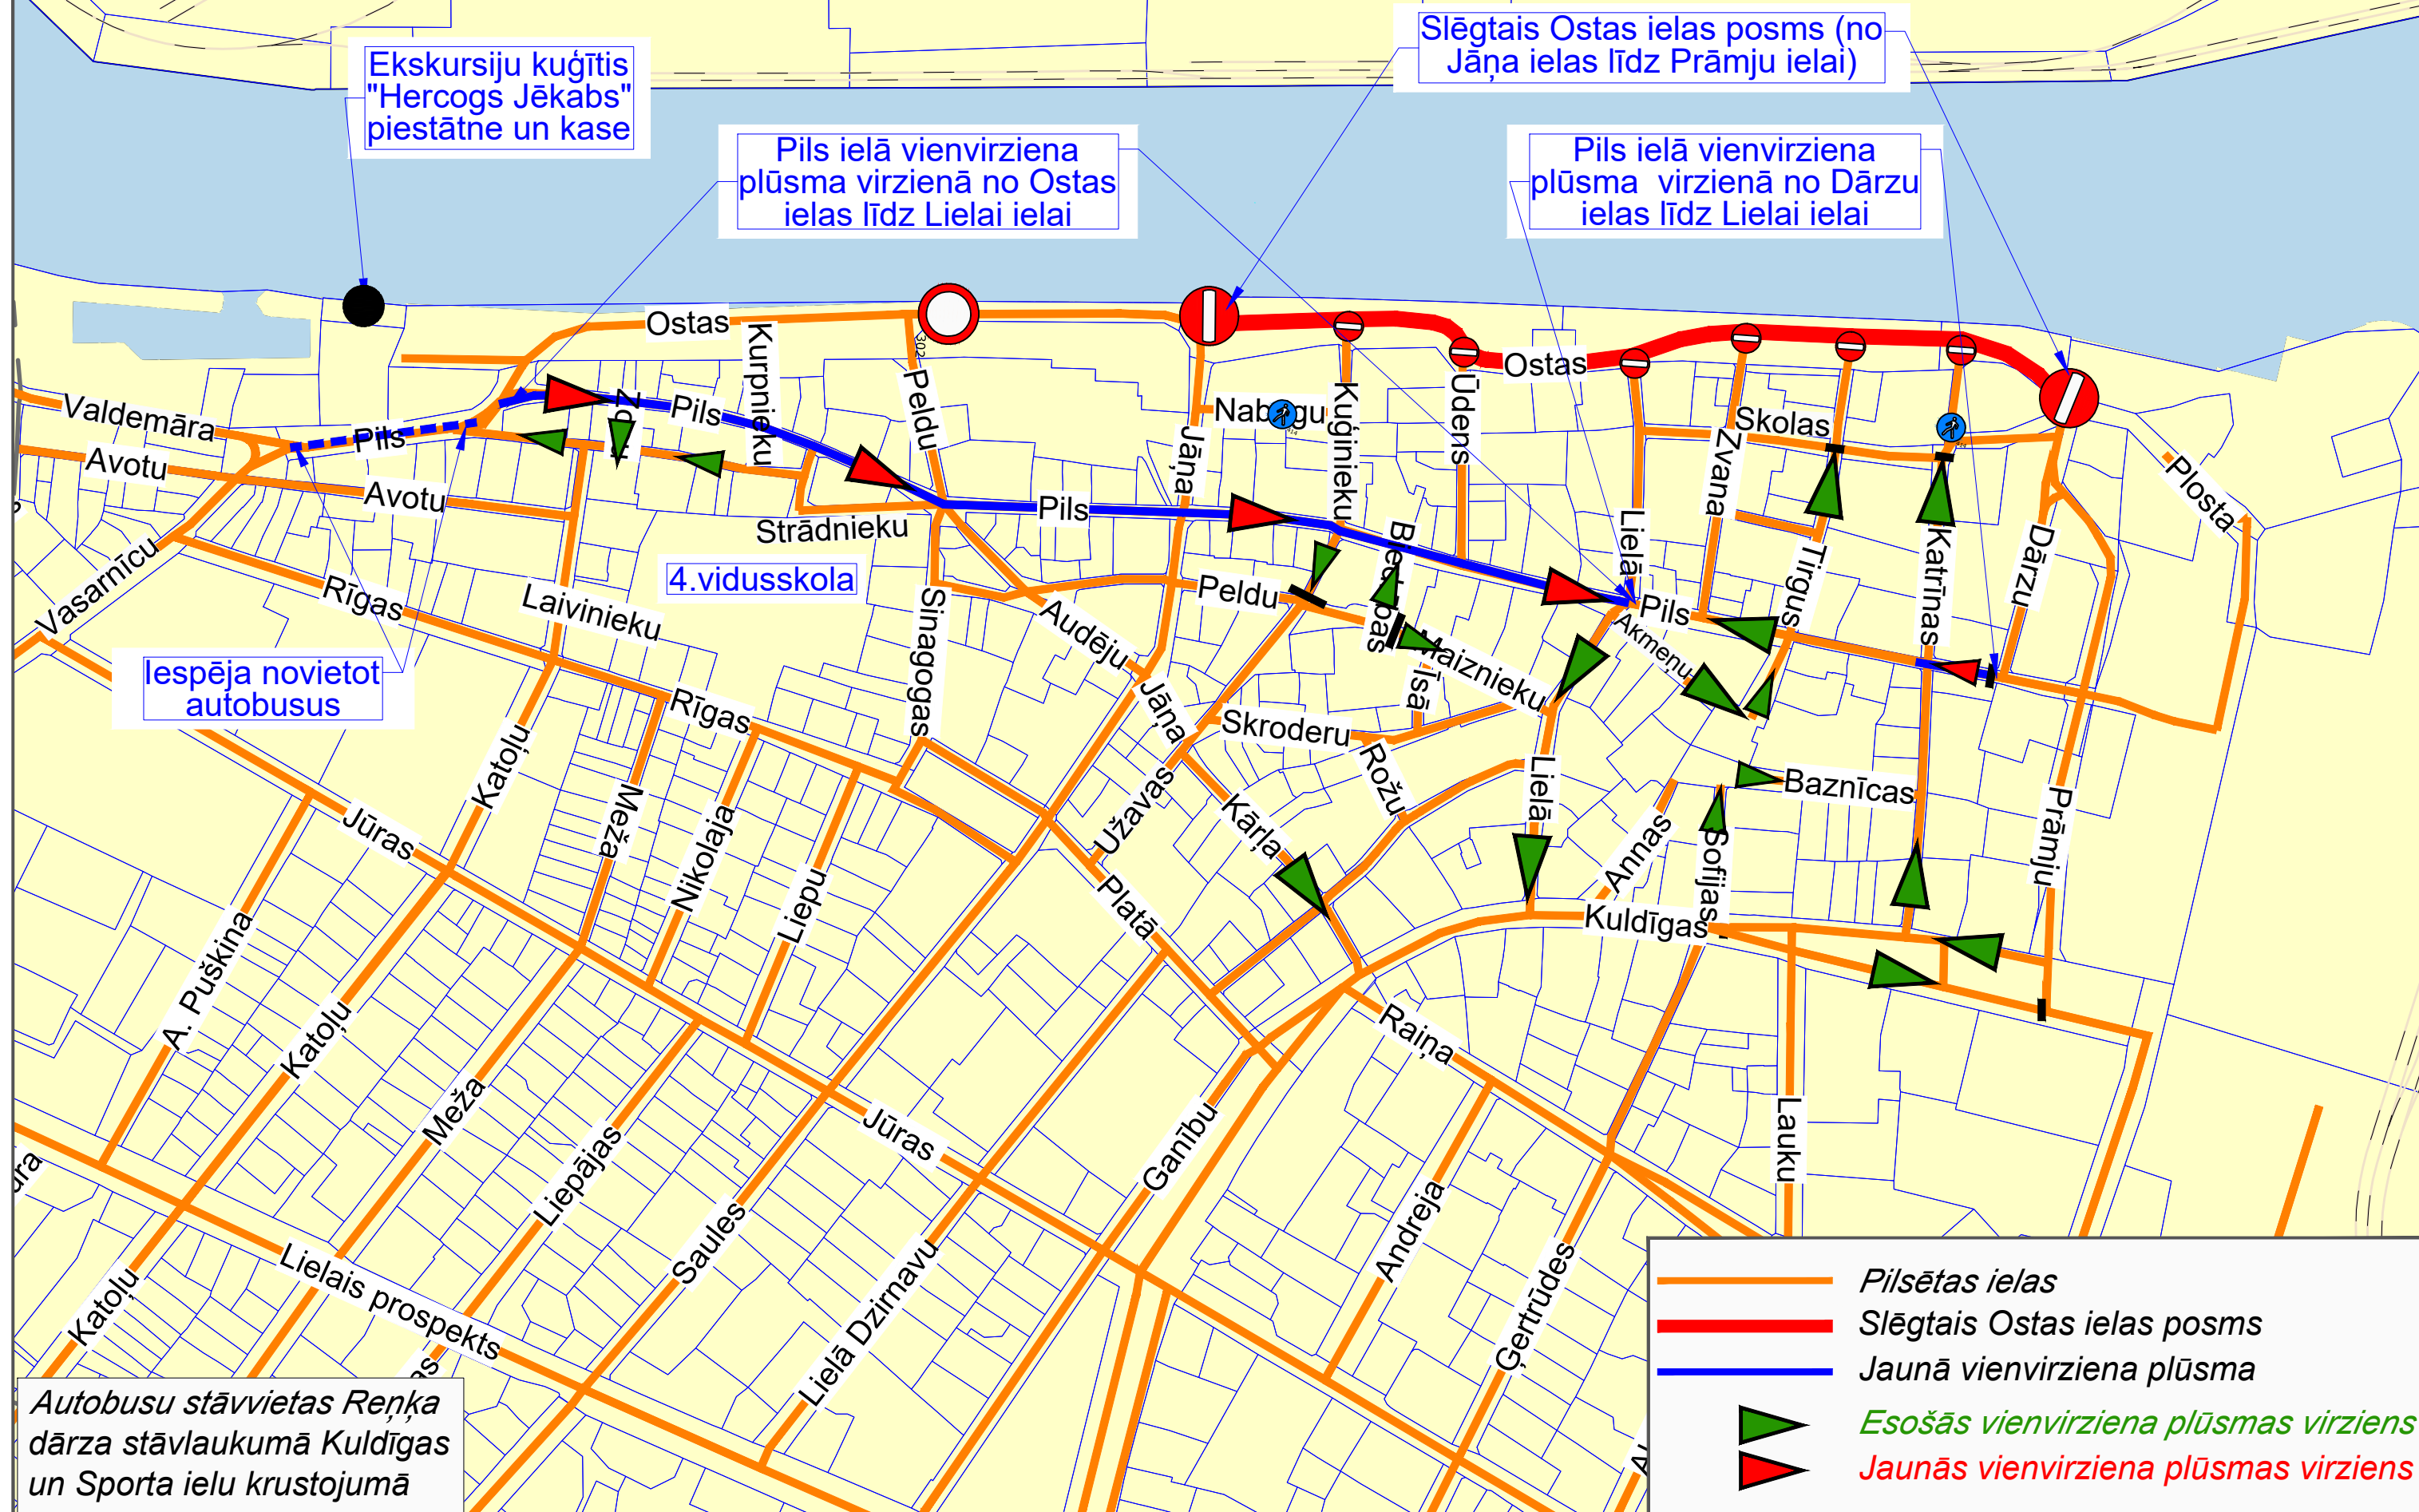 Slēgtais Ostas ielas posms (no
Jāņa ielas līdz Prāmju ielai)
Ekskursiju kuģītis
"Hercogs Jēkabs"
piestātne un kase
Pils ielā vienvirziena
plūsma virzienā no Ostas
ielas līdz Lielai ielai
Pils ielā vienvirziena
plūsma virzienā no Dārzu
ielas līdz Lielai ielai
Ostas
Kurpnieku
302
Peldu
Ostas
Valdemāra
Pils
Pils
Avotu
Avotu
Strādnieku
Pils
Jāņa
Kuģinieku
Ūdens
Lielā
Skolas
Zvana
Tirgus
Katrīnas
Dārzu
Plosta
Vasarnīcu
Rīgas
Laivinieku
4.vidusskola
Sinagogas
Audēju
Peldu
Maiznieku
Īsā
Pils
Akmeņu
Iespēja novietot
autobusus
Rīgas
Jāņa
Skroderu
Rožu
Lielā
Baznīcas
Prāmju
Katoļu
Meža
Nikolaja
Liepu
Užavas
Kārļa
Platā
Annas
Sofijas
Kuldīgas
Jūras
A. Puškina
Katoļu
Meža
Liepājas
Saules
Jūras
Lielā Dzirnavu
Ganību
Raiņa
Andreja
Ģertrūdes
Lauku
Lielais prospekts
Katoļu
Autobusu stāvvietas Reņķa
dārza stāvlaukumā Kuldīgas
un Sporta ielu krustojumā
Pilsētas ielas
Slēgtais Ostas ielas posms
Jaunā vienvirziena plūsma
Esošās vienvirziena plūsmas virziens
Jaunās vienvirziena plūsmas virziens